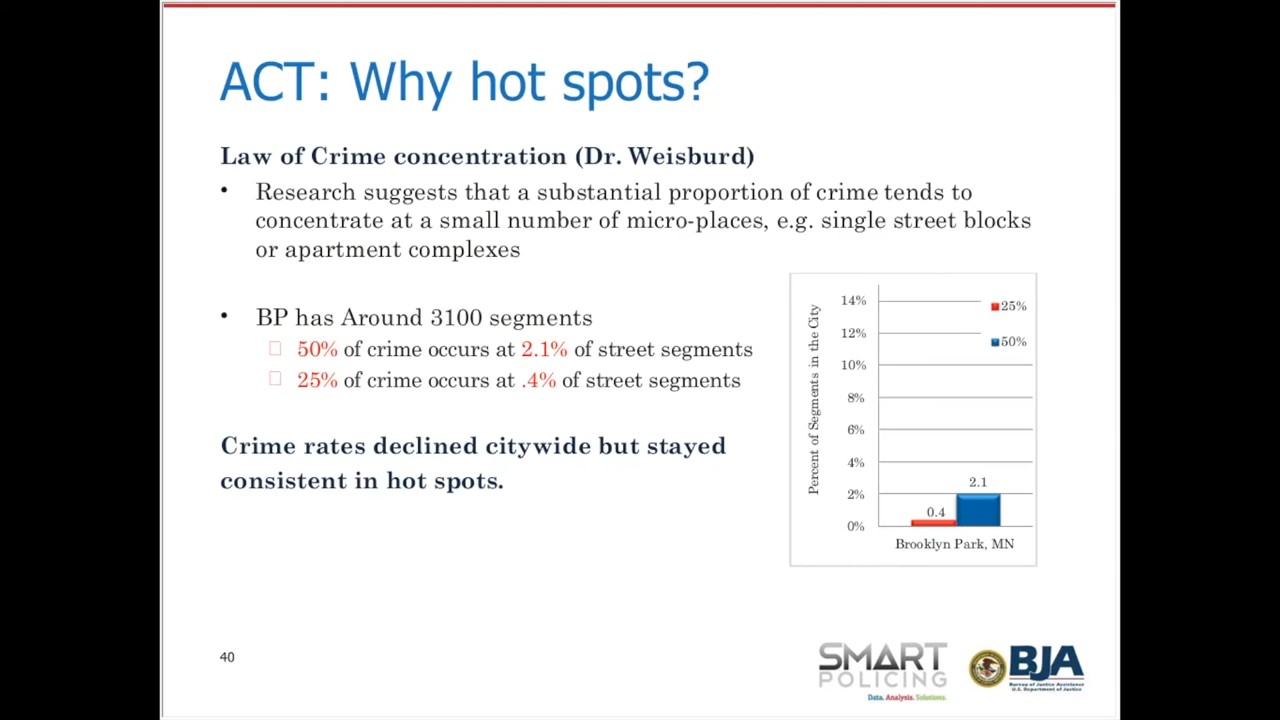 ACT: Why hot spots?
Law of Crime concentration (Dr. Weisburd)
• Research suggests that a substantial proportion of crime tends to
concentrate at a small number of micro-places, e.g. single street blocks
or apartment complexes
• BP has Around 3100 segments
50% of crime occurs at 2.1% of street segments
25% of crime occurs at .4% of street segments
Crime rates declined citywide but stayed
consistent in hot spots.
Percent of Segments in the City
14%
12%
10%
8%
6%
4%
2%
0%
25%
50%
0.4
2.1
Brooklyn Park, MN
40
SMART
POLICING
Data. Analysis. Solutions.
BJA
Bureau of Justice Assistance
U.S. Department of Justice